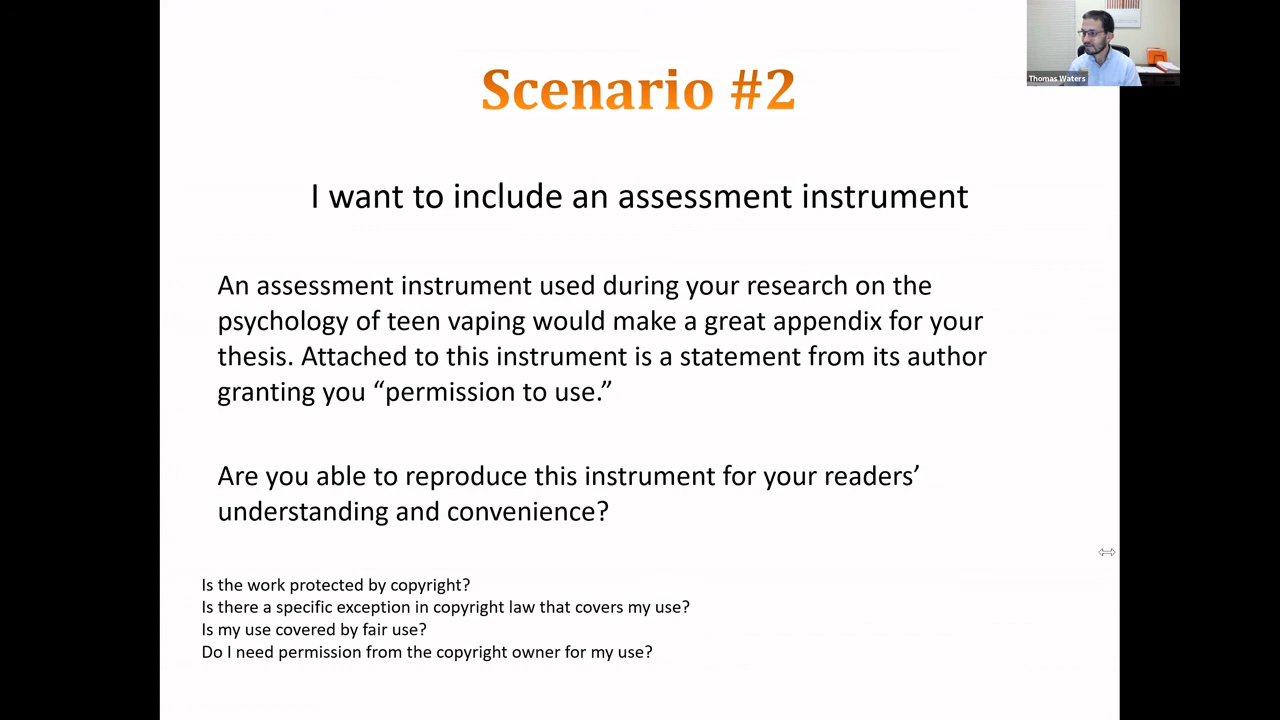 Scenario #2
Thomas Waters
I want to include an assessment instrument
An assessment instrument used during your research on the
psychology of teen vaping would make a great appendix for your
thesis. Attached to this instrument is a statement from its author
granting you “permission to use.”
Are you able to reproduce this instrument for your readers’
understanding and convenience?
Is the work protected by copyright?
Is there a specific exception in copyright law that covers my use?
Is my use covered by fair use?
Do I need permission from the copyright owner for my use?